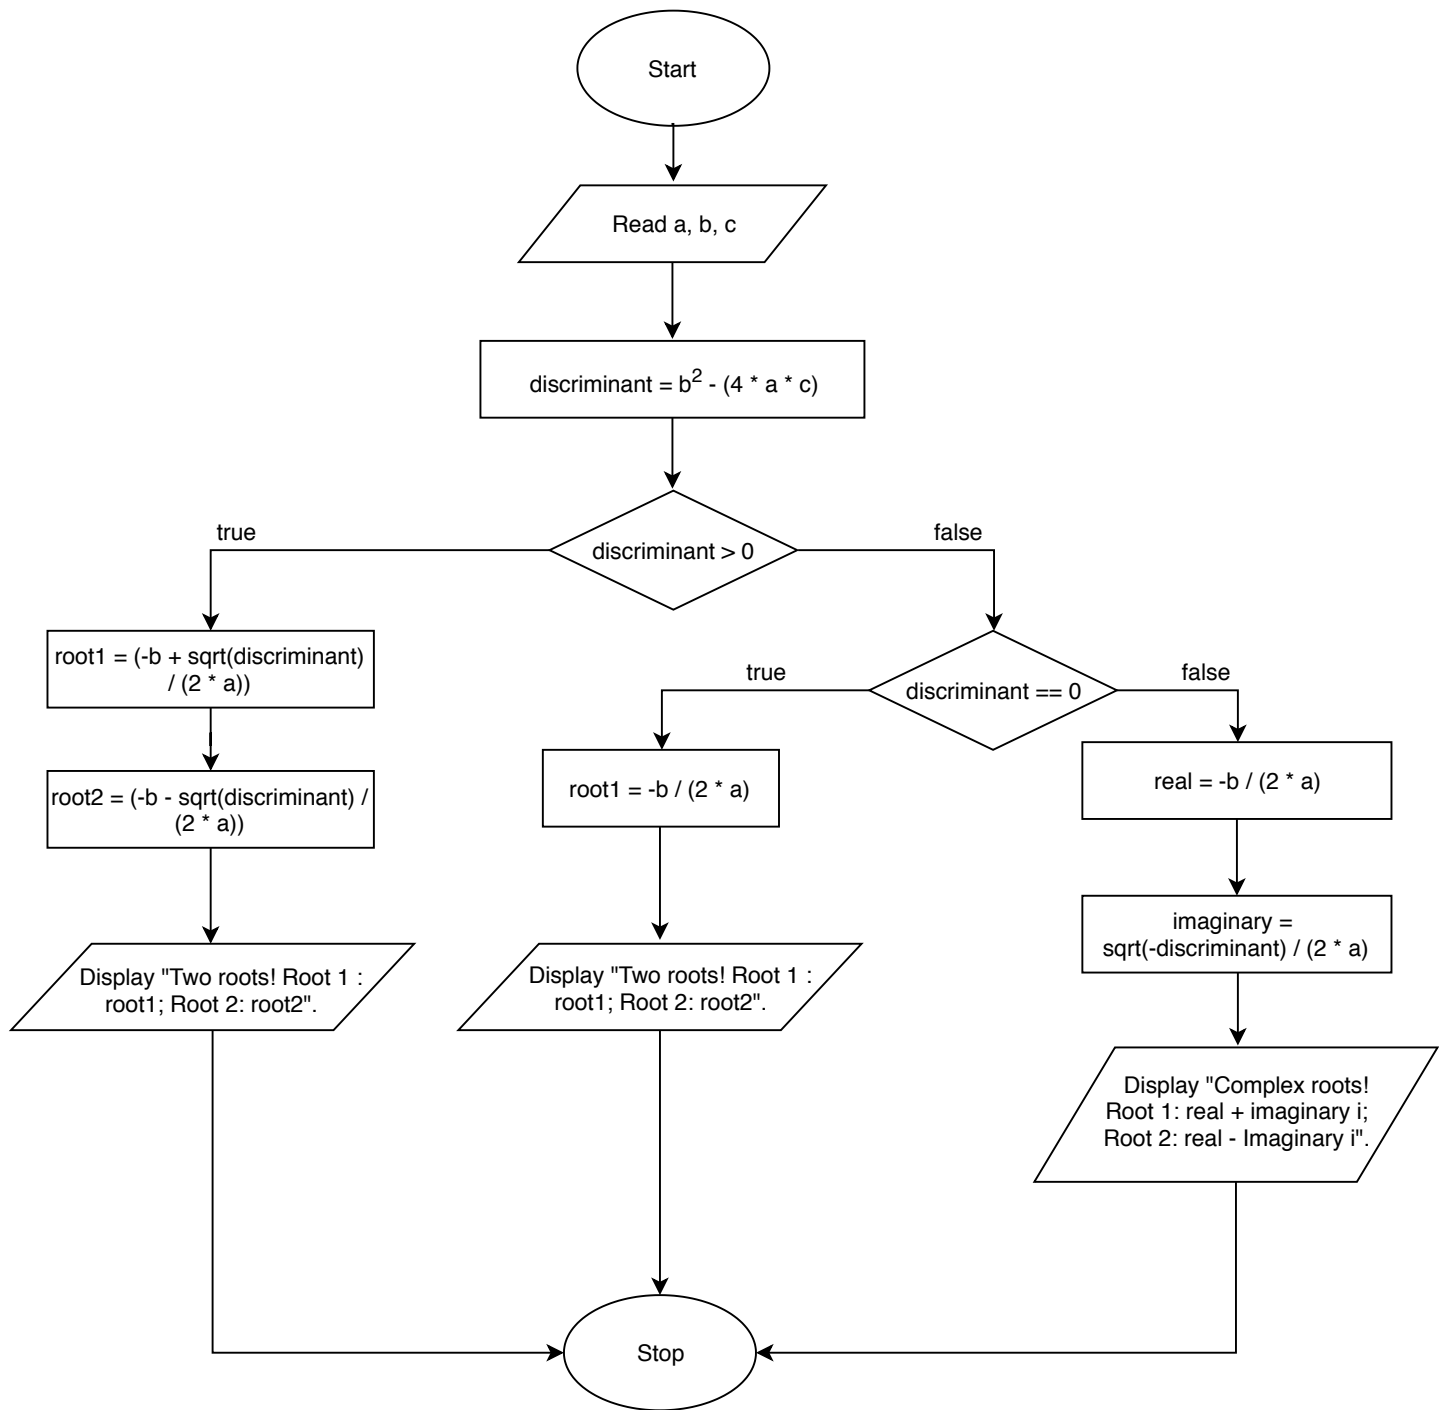 Start
Read a, b, c
discriminant = b² - (4 * a * c)
true
false
discriminant > 0
root1 = (-b + sqrt(discriminant)
/ (2 * a))
true
false
discriminant == 0
root2 = (-b - sqrt(discriminant) /
(2 * a))
root1 = -b / (2 * a)
real = -b / (2 * a)
imaginary =
sqrt(-discriminant) / (2 * a)
Display "Two roots! Root 1 :
root1; Root 2: root2".
Display "Two roots! Root 1 :
root1; Root 2: root2".
Display "Complex roots!
Root 1: real + imaginary i;
Root 2: real - Imaginary i".
Stop